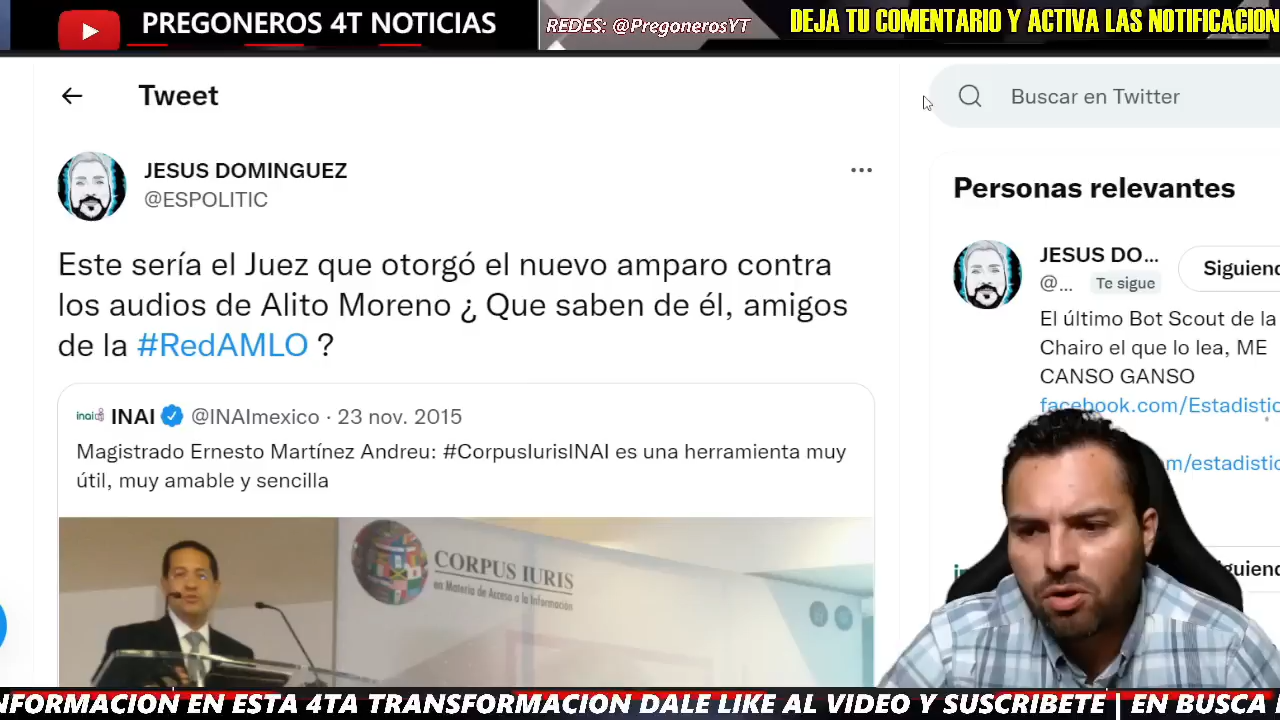 PREGONEROS 4T NOTICIAS
REDES: @PregonerosYT
DEJA TU COMENTARIO Y ACTIVA LAS NOTIFICACION
Tweet
Buscar en Twitter
JESUS DOMINGUEZ
@ESPOLITIC
Este sería el Juez que otorgó el nuevo amparo contra
los audios de Alito Moreno ¿ Que saben de él, amigos
de la #RedAMLO ?
inai INAI @INAImexico · 23 nov. 2015
Magistrado Ernesto Martínez Andreu: #CorpusIurisINAI es una herramienta muy
útil, muy amable y sencilla
CORPUS IURIS
en Materia de Acceso a la Información
Personas relevantes
JESUS DO...
Siguiend
@... Te sigue
El último Bot Scout de la
Chairo el que lo lea, ME
CANSO GANSO
facebook.com/Estadistic
m/estadistic
guiend
NFORMACION EN ESTA 4TA TRANSFORMACION DALE LIKE AL VIDEO Y SUSCRIBETE | EN BUSCA